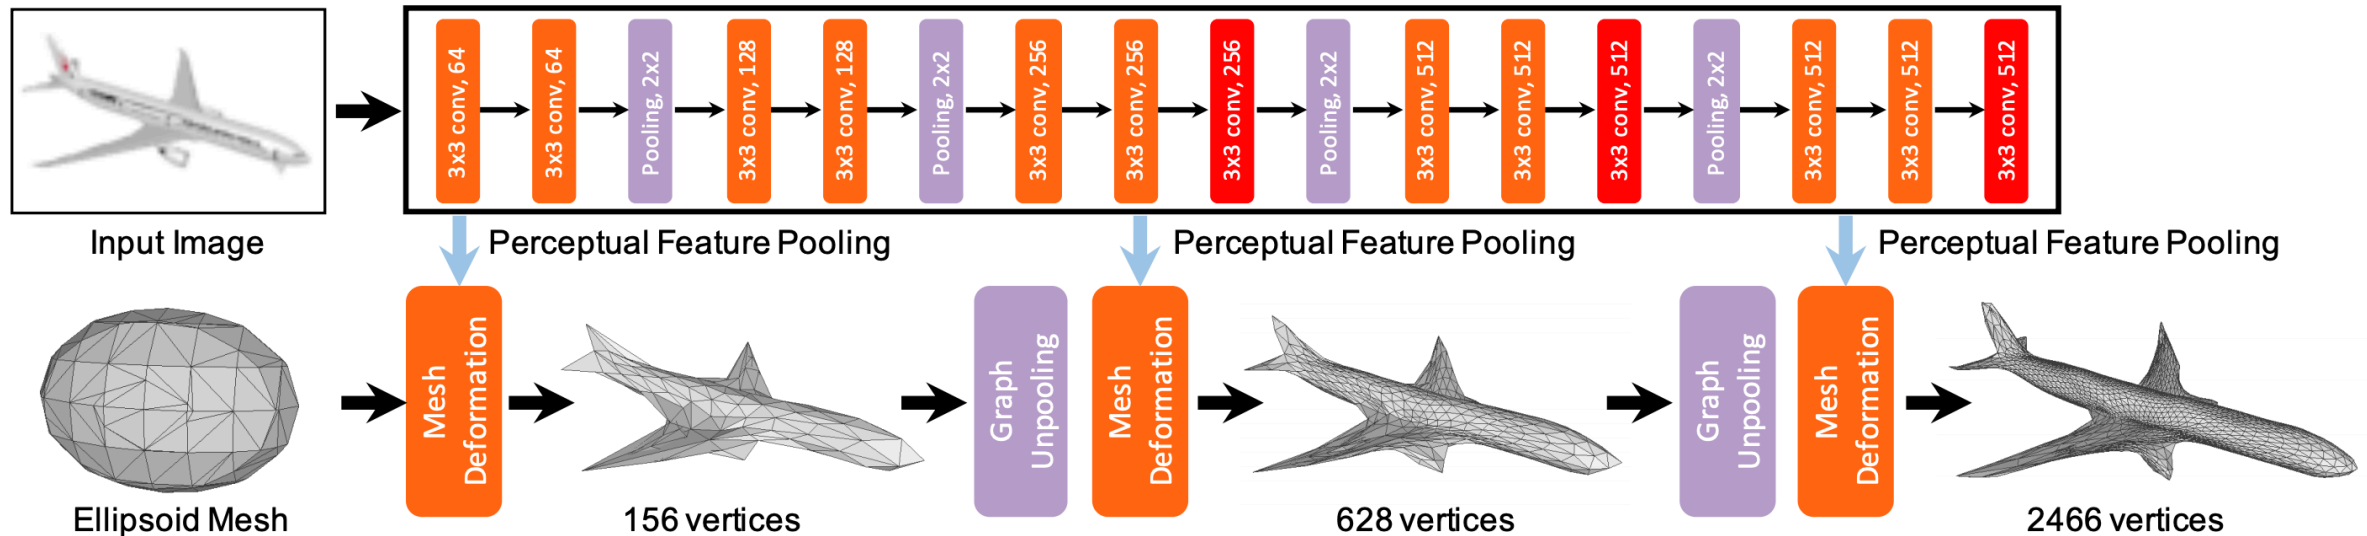 3x3 conv, 64
3x3 conv, 64
Pooling, 2x2
3x3 conv, 128
3x3 conv, 128
Pooling, 2x2
3x3 conv, 256
3x3 conv, 256
3x3 conv, 256
Pooling, 2x2
3x3 conv, 512
3x3 conv, 512
3x3 conv, 512
Pooling, 2x2
3x3 conv, 512
3x3 conv, 512
3x3 conv, 512
Input Image
Perceptual Feature Pooling
Perceptual Feature Pooling
Perceptual Feature Pooling
Mesh
Deformation
Graph
Unpooling
Mesh
Deformation
Graph
Unpooling
Mesh
Deformation
Ellipsoid Mesh
156 vertices
628 vertices
2466 vertices